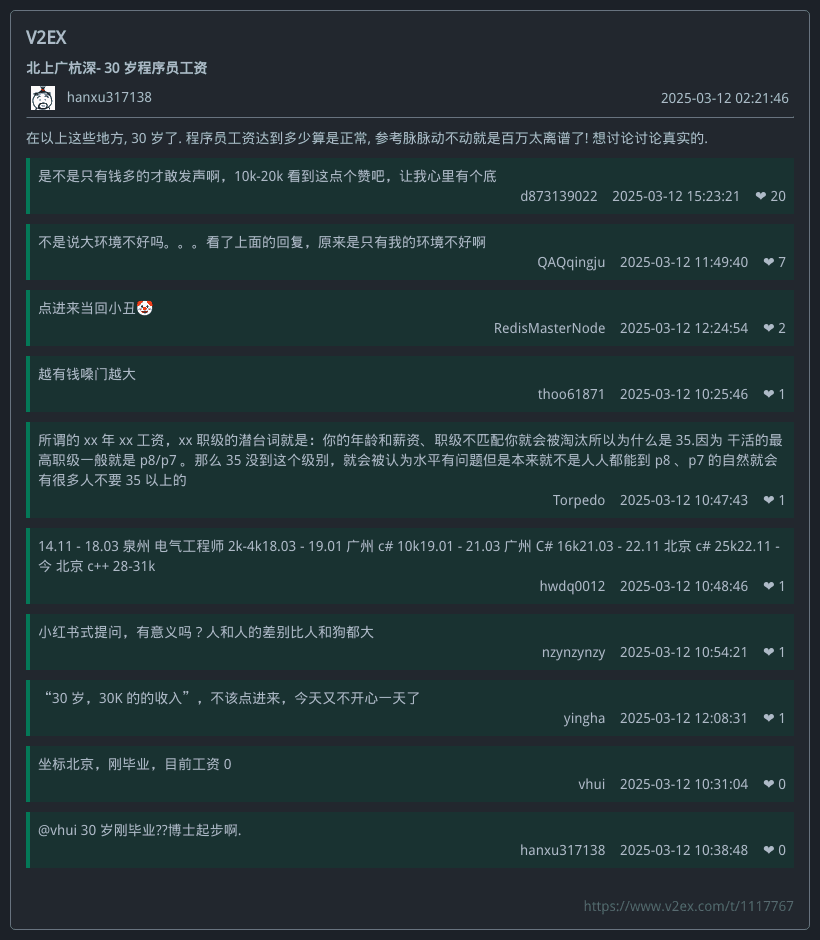 V2EX
北上广杭深- 30 岁程序员工资
hanxu317138 2025-03-12 02:21:46
在以上这些地方, 30 岁了. 程序员工资达到多少算是正常, 参考脉脉动不动就是百万太离谱了! 想讨论讨论真实的.
是不是只有钱多的才敢发声啊，10k-20k 看到这点个赞吧，让我心里有个底
d873139022 2025-03-12 15:23:21 ❤ 20
不是说大环境不好吗。。。看了上面的回复，原来是只有我的环境不好啊
QAQqingju 2025-03-12 11:49:40 ❤ 7
点进来当回小丑🤡
RedisMasterNode 2025-03-12 12:24:54 ❤ 2
越有钱嗓门越大
thoo61871 2025-03-12 10:25:46 ❤ 1
所谓的 xx 年 xx 工资，xx 职级的潜台词就是：你的年龄和薪资、职级不匹配你就会被淘汰所以为什么是 35.因为 干活的最
高职级一般就是 p8/p7 。那么 35 没到这个级别，就会被认为水平有问题但是本来就不是人人都能到 p8 、p7 的自然就会
有很多人不要 35 以上的
Torpedo 2025-03-12 10:47:43 ❤ 1
14.11 - 18.03 泉州 电气工程师 2k-4k18.03 - 19.01 广州 c# 10k19.01 - 21.03 广州 C# 16k21.03 - 22.11 北京 c# 25k22.11 -
今 北京 c++ 28-31k
hwdq0012 2025-03-12 10:48:46 ❤ 1
小红书式提问，有意义吗？人和人的差别比人和狗都大
nzynzynzy 2025-03-12 10:54:21 ❤ 1
“30 岁，30K 的的收入”，不该点进来，今天又不开心一天了
yingha 2025-03-12 12:08:31 ❤ 1
坐标北京，刚毕业，目前工资 0
vhui 2025-03-12 10:31:04 ❤ 0
@vhui 30 岁刚毕业??博士起步啊.
hanxu317138 2025-03-12 10:38:48 ❤ 0
https://www.v2ex.com/t/1117767